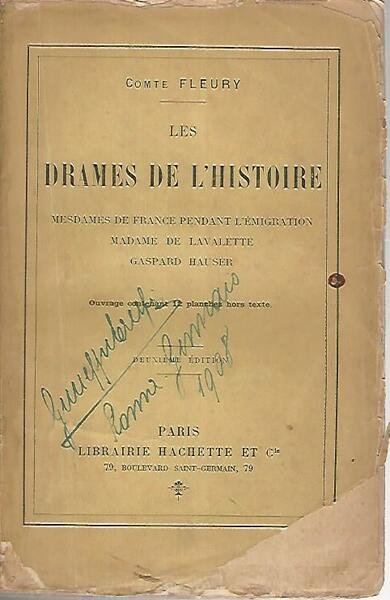 COMTE FLEURY
LES
DRAMES DE L'HISTOIRE
MESDAMES DE FRANCE PENDANT L'ÉMIGRATION
MADAME DE LAVALETTE
GASPARD HAUSER
Ouvrage contenant 12 planches hors texte
DEUXIÈME ÉDITION
1908
PARIS
LIBRAIRIE HACHETTE ET Cie
79, BOULEVARD SAINT-GERMAIN, 79